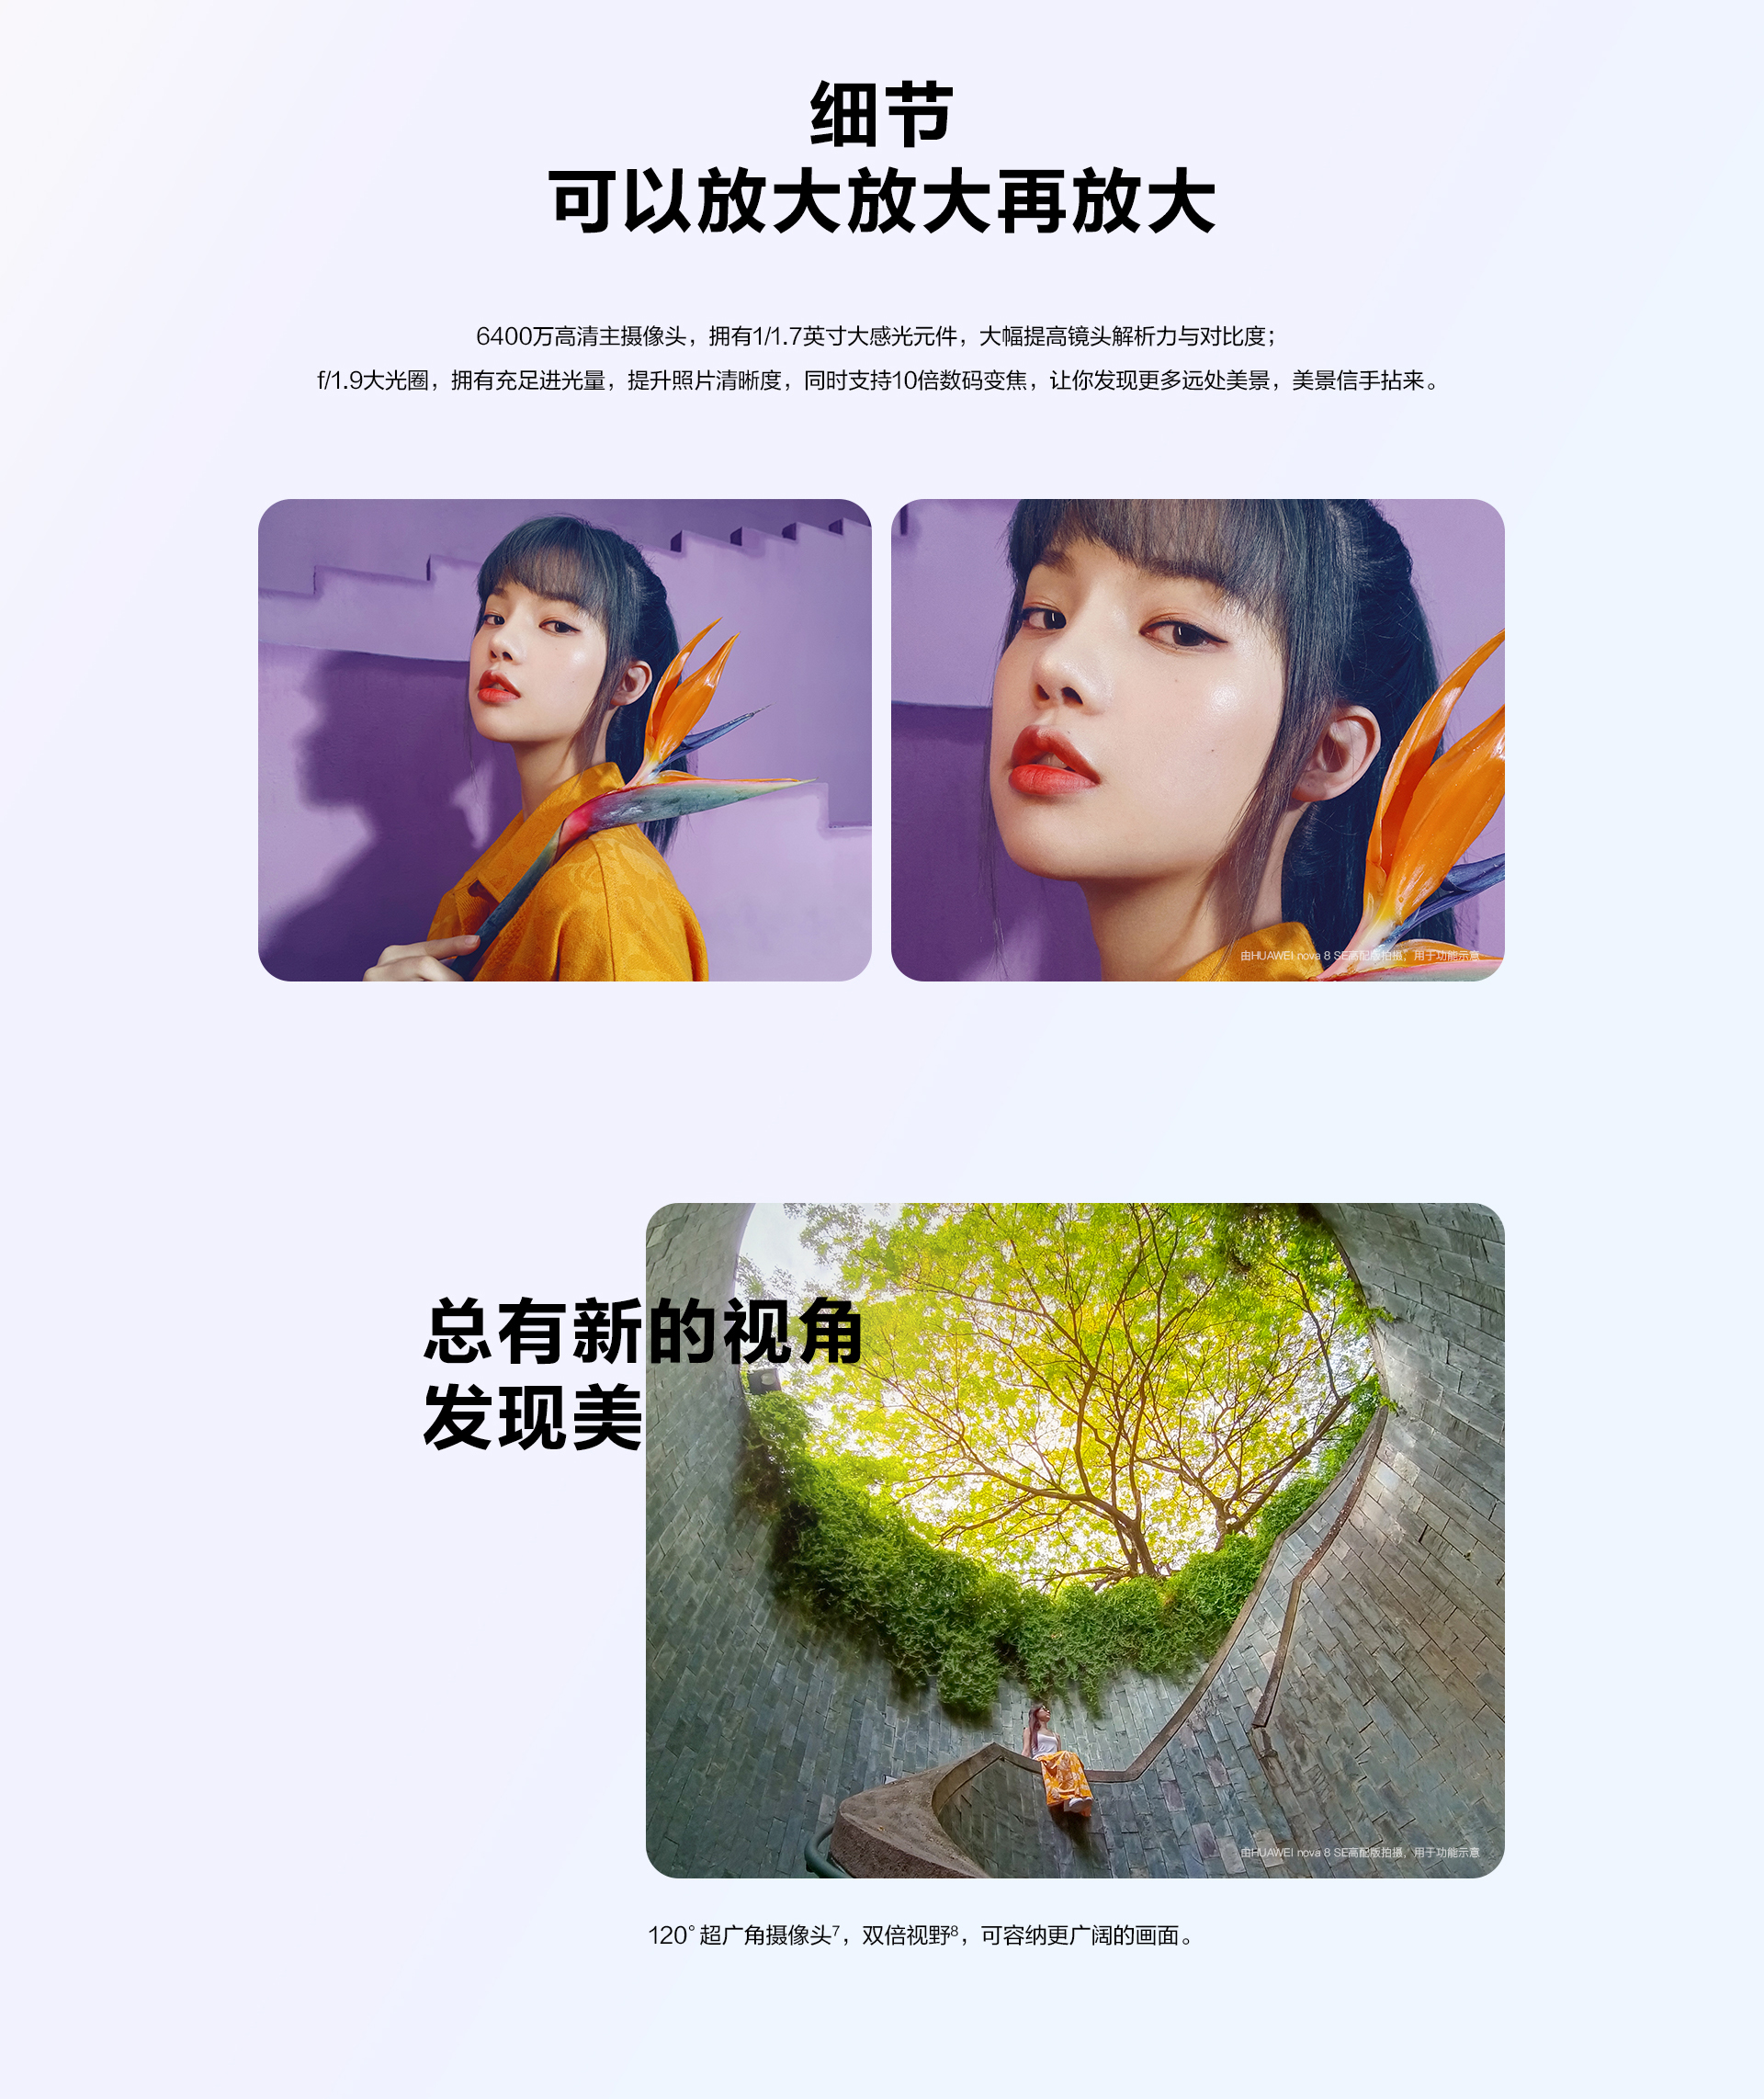 细节
可以放大放大再放大
6400万高清主摄像头，拥有1/1.7英寸大感光元件，大幅提高镜头解析力与对比度；
f/1.9大光圈，拥有充足进光量，提升照片清晰度，同时支持10倍数码变焦，让你发现更多远处美景，美景信手拈来。
由HUAWEI nova 8 SE高配版拍摄，用于功能示意
总有新的视角
发现美
由HUAWEI nova 8 SE高配版拍摄，用于功能示意
120°超广角摄像头⁷，双倍视野⁸，可容纳更广阔的画面。